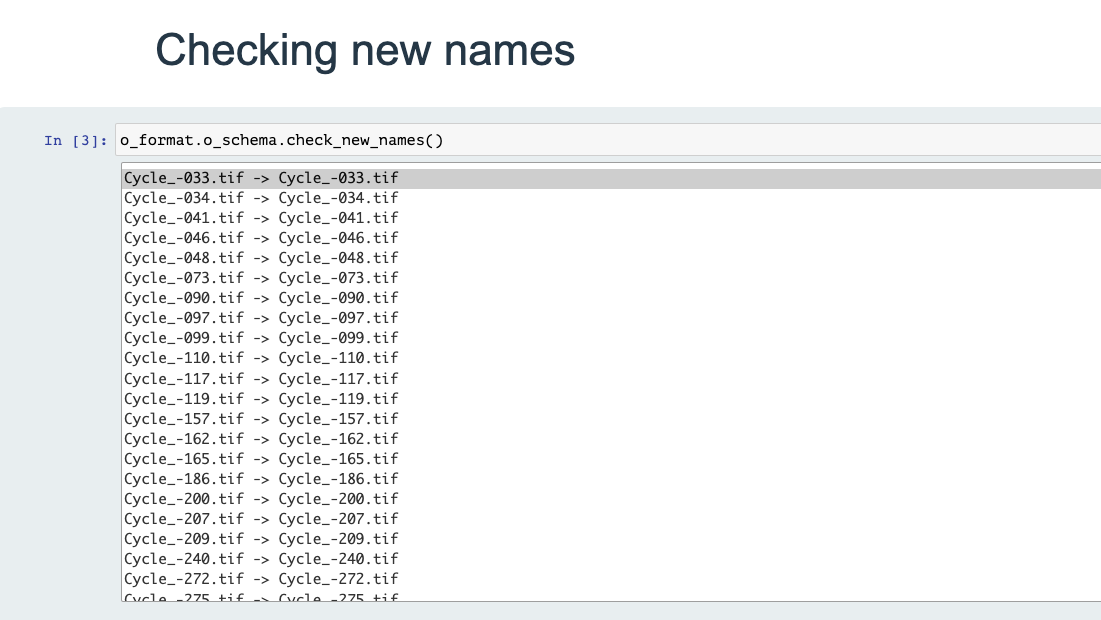 Checking new names
In [3]: o_format.o_schema.check_new_names()
Cycle_-033.tif -> Cycle_-033.tif
Cycle_-034.tif -> Cycle_-034.tif
Cycle_-041.tif -> Cycle_-041.tif
Cycle_-046.tif -> Cycle_-046.tif
Cycle_-048.tif -> Cycle_-048.tif
Cycle_-073.tif -> Cycle_-073.tif
Cycle_-090.tif -> Cycle_-090.tif
Cycle_-097.tif -> Cycle_-097.tif
Cycle_-099.tif -> Cycle_-099.tif
Cycle_-110.tif -> Cycle_-110.tif
Cycle_-117.tif -> Cycle_-117.tif
Cycle_-119.tif -> Cycle_-119.tif
Cycle_-157.tif -> Cycle_-157.tif
Cycle_-162.tif -> Cycle_-162.tif
Cycle_-165.tif -> Cycle_-165.tif
Cycle_-186.tif -> Cycle_-186.tif
Cycle_-200.tif -> Cycle_-200.tif
Cycle_-207.tif -> Cycle_-207.tif
Cycle_-209.tif -> Cycle_-209.tif
Cycle_-240.tif -> Cycle_-240.tif
Cycle_-272.tif -> Cycle_-272.tif
Cycle_-275.tif -> Cycle_-275.tif